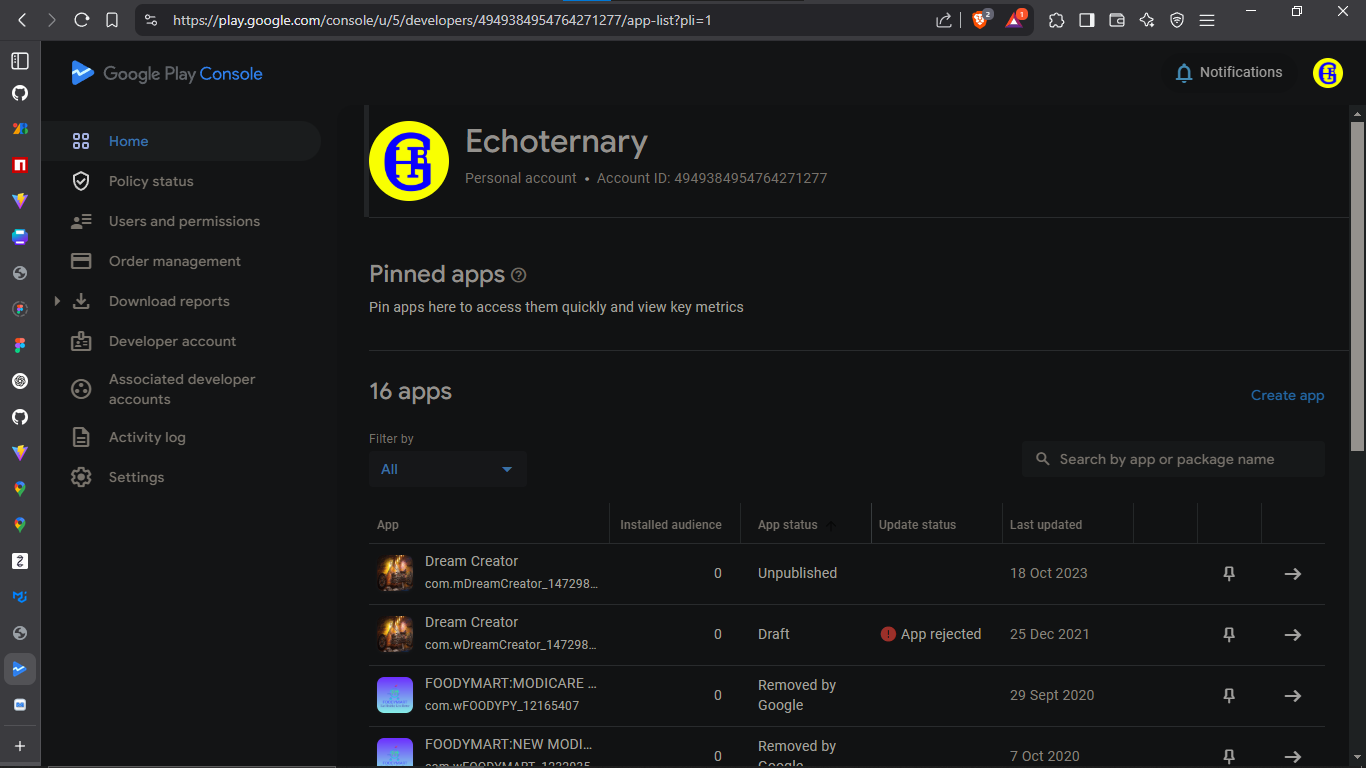 https://play.google.com/console/u/5/developers/4949384954764271277/app-list?pli=1
2
1
Google Play Console
Notifications
Home
Policy status
Users and permissions
Order management
Download reports
Developer account
Associated developer
accounts
Activity log
Settings
Echoternary
Personal account • Account ID: 4949384954764271277
Pinned apps
Pin apps here to access them quickly and view key metrics
16 apps
Create app
Filter by
All
Search by app or package name
App Installed audience App status Update status Last updated
Dream Creator
com.mDreamCreator_147298...
0 Unpublished 18 Oct 2023
Dream Creator
com.wDreamCreator_147298...
0 Draft App rejected 25 Dec 2021
FOODYMART:MODICARE ...
com.wFOODYPY_12165407
0 Removed by
Google
29 Sept 2020
FOODYMART:NEW MODI...
0 Removed by
Google
7 Oct 2020